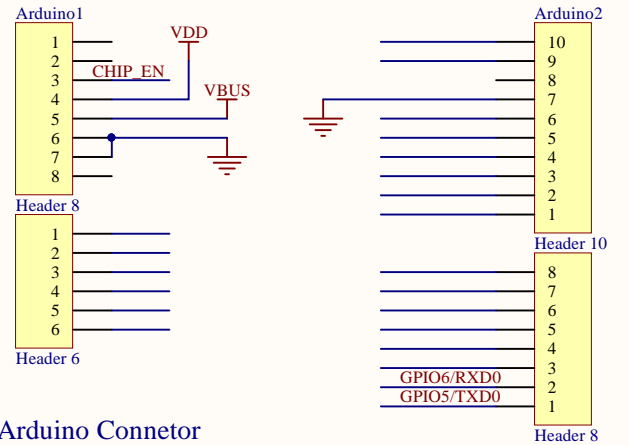 Arduino1
1
2
3
4
5
6
7
8
CHIP_EN
VDD
VBUS
Header 8
1
2
3
4
5
6
Header 6
Arduino Connetor
Arduino2
10
9
8
7
6
5
4
3
2
1
Header 10
8
7
6
5
4
3
2
1
GPIO6/RXD0
GPIO5/TXD0
Header 8